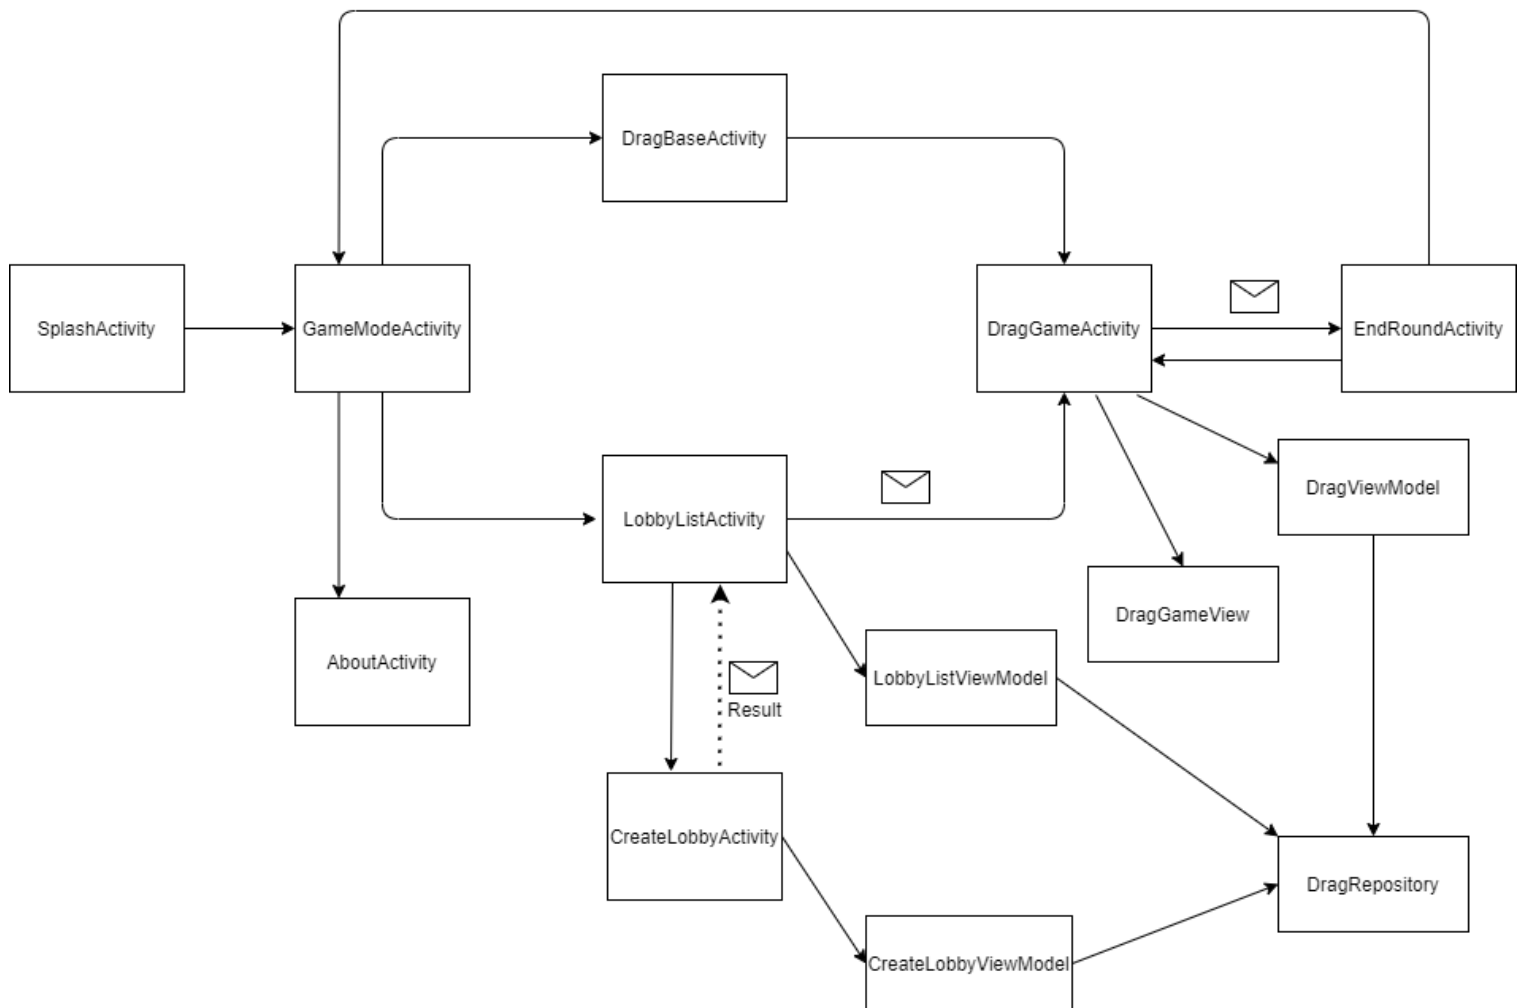 DragBaseActivity
SplashActivity
GameModeActivity
DragGameActivity
EndRoundActivity
DragViewModel
LobbyListActivity
DragGameView
AboutActivity
LobbyListViewModel
Result
CreateLobbyActivity
DragRepository
CreateLobbyViewModel